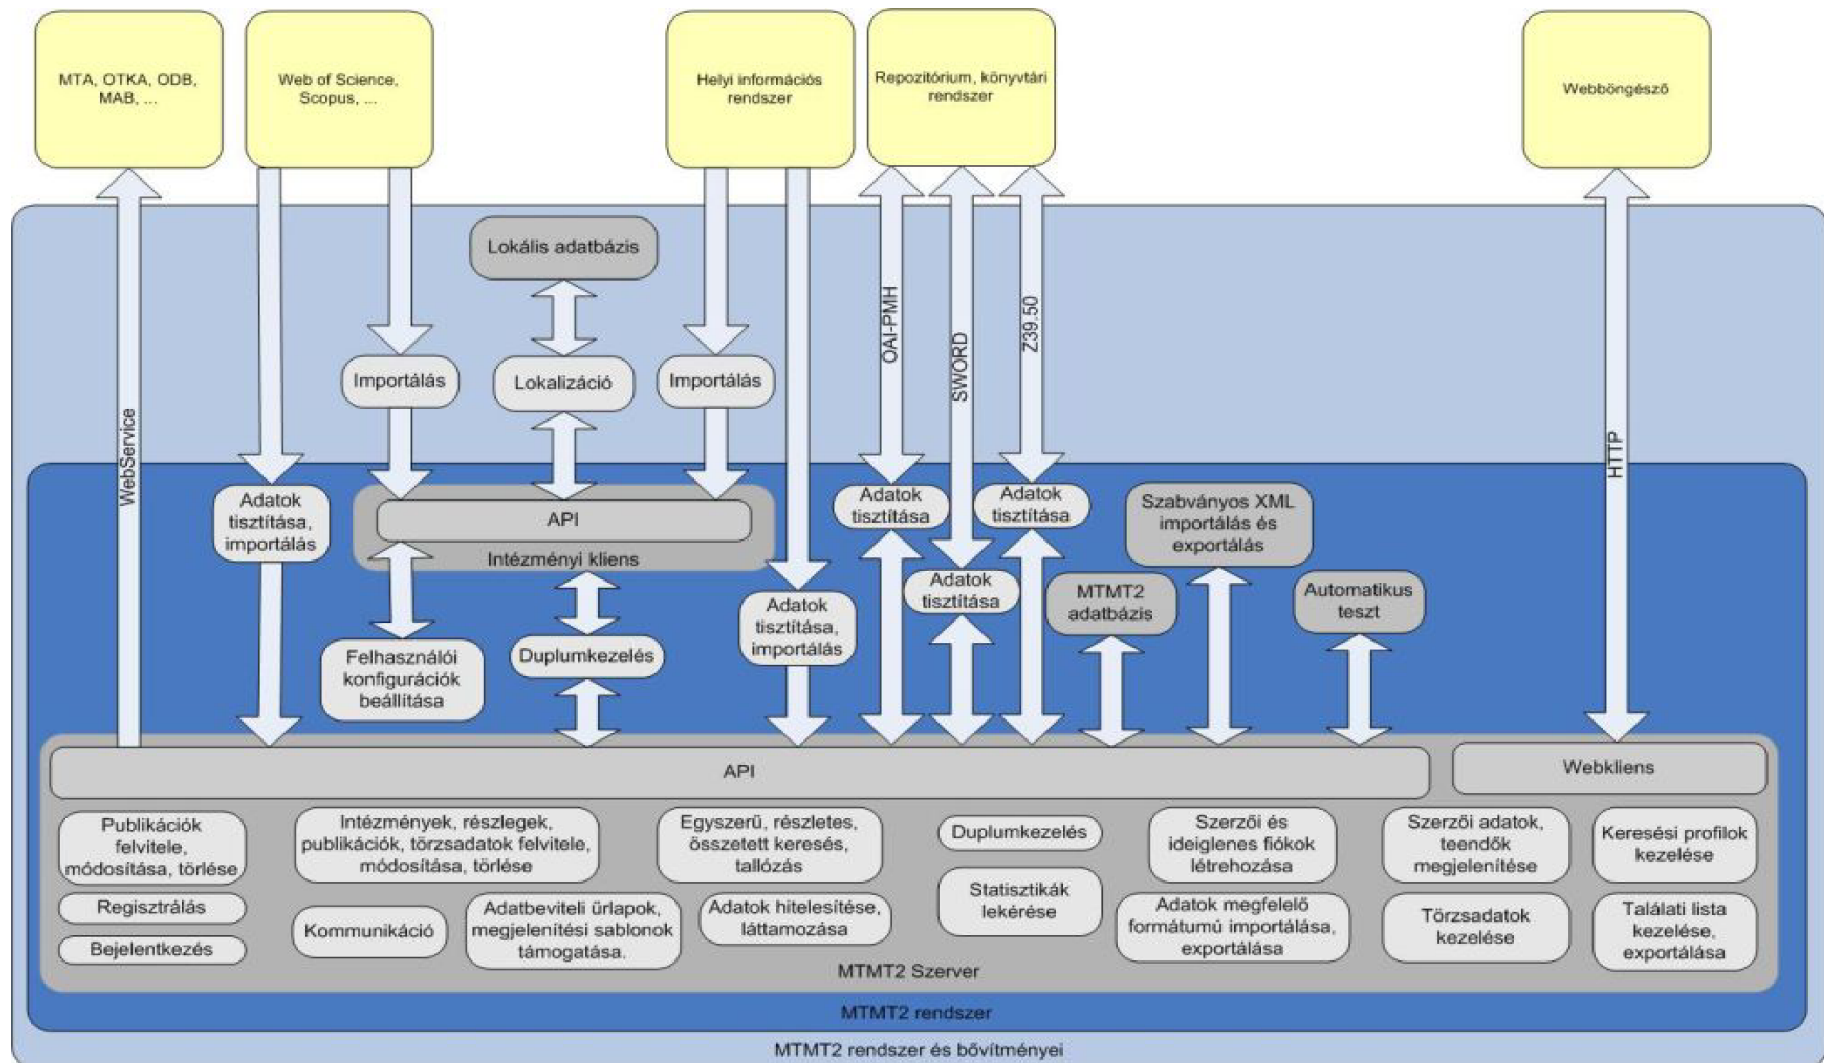 MTA, OTKA, ODB,
MAB, ...
Web of Science,
Scopus, ...
Helyi információs
rendszer
Repozitórium, könyvtári
rendszer
Webböngésző
Lokális adatbázis
OAI-PMH
SWORD
Z39.50
Importálás
Lokalizáció
Importálás
WebService
HTTP
Adatok
tisztítása,
importálás
API
Intézményi kliens
Adatok
tisztítása
Adatok
tisztítása
Szabványos XML
importálás és
exportálás
Adatok
tisztítása
MTMT2
adatbázis
Automatikus
teszt
Adatok
tisztítása,
importálás
Felhasználói
konfigurációk
beállítása
Duplumkezelés
API
Webkliens
Publikációk
felvitele,
módosítása, törlése
Intézmények, részlegek,
publikációk, törzsadatok felvitele,
módosítása, törlése
Egyszerű, részletes,
összetett keresés,
tallózás
Duplumkezelés
Szerzői és
ideiglenes fiókok
létrehozása
Szerzői adatok,
teendők
megjelenítése
Keresési profilok
kezelése
Regisztrálás
Bejelentkezés
Kommunikáció
Adatbeviteli űrlapok,
megjelenítési sablonok
támogatása.
Adatok hitelesítése,
láttamozása
Statisztikák
lekérése
Adatok megfelelő
formátumú importálása,
exportálása
Törzsadatok
kezelése
Találati lista
kezelése,
exportálása
MTMT2 Szerver
MTMT2 rendszer
MTMT2 rendszer és bővítményei